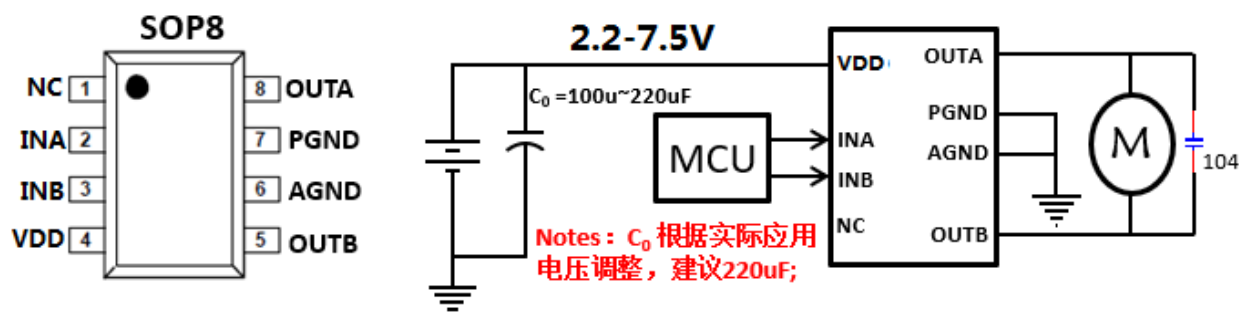 SOP8
NC 1
INA 2
INB 3
VDD 4
8 OUTA
7 PGND
6 AGND
5 OUTB
2.2-7.5V
C₀ =100u~220uF
MCU
VDD
INA
INB
NC
OUTA
PGND
AGND
OUTB
M
104
Notes：C₀ 根据实际应用
电压调整，建议220uF;